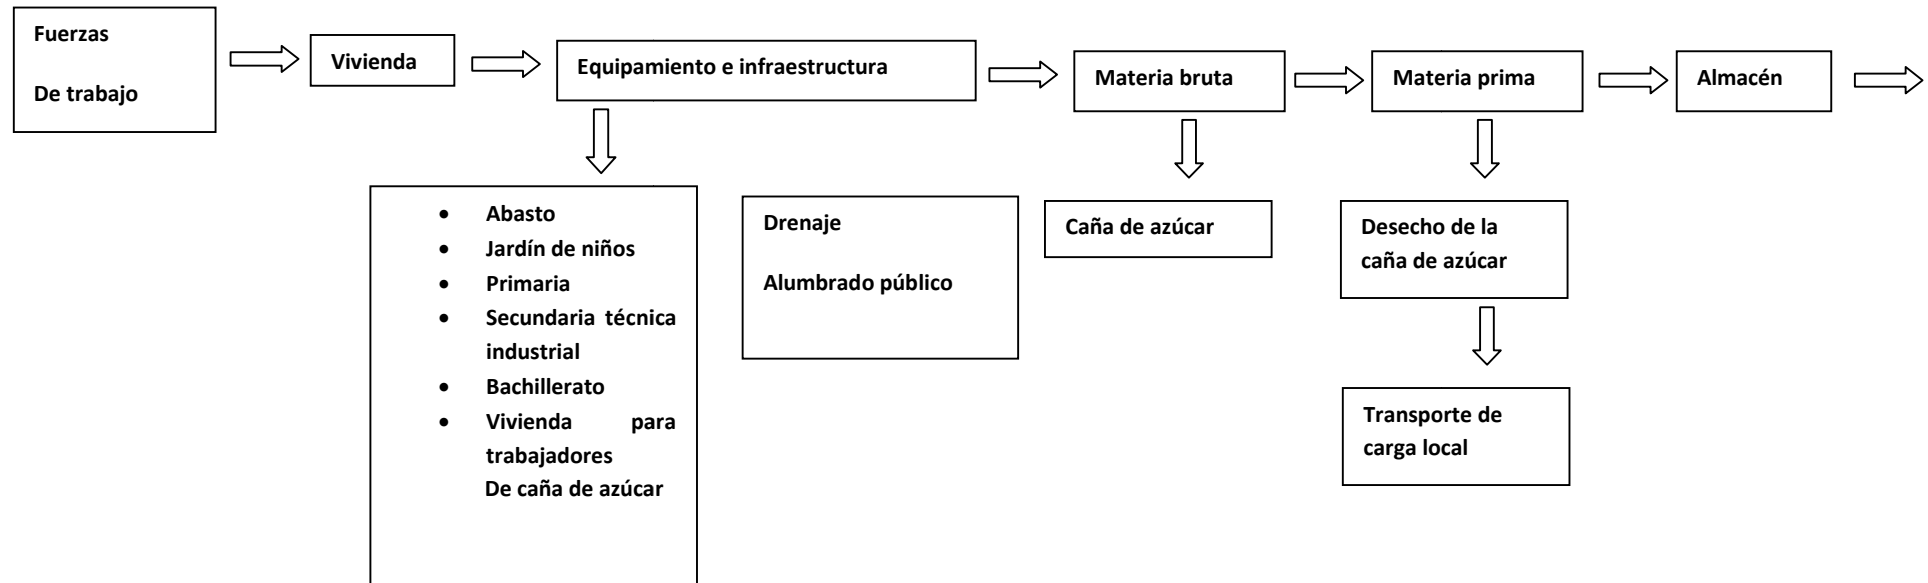 Fuerzas
De trabajo
Vivienda
Equipamiento e infraestructura
Materia bruta
Materia prima
Almacén
• Abasto
• Jardín de niños
• Primaria
• Secundaria técnica
industrial
• Bachillerato
• Vivienda para
trabajadores
De caña de azúcar
Drenaje
Alumbrado público
Caña de azúcar
Desecho de la
caña de azúcar
Transporte de
carga local